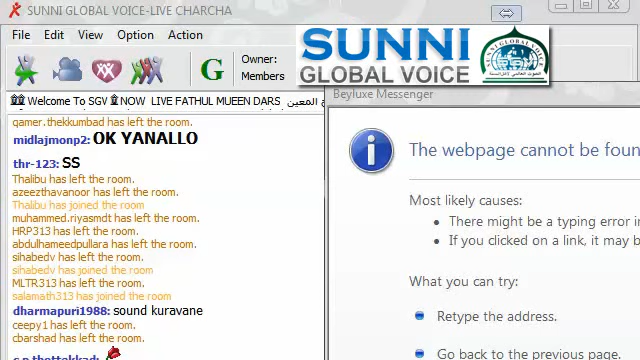 SUNNI GLOBAL VOICE-LIVE CHARCHA
File Edit View Option Action
G
Owner:
Members
SUNNI
GLOBAL VOICE
SUNNI GLOBAL VOICE
Welcome To SGV NOW LIVE FATHUL MUEEN DARS
Beyluxe Messenger
qamer.thekkumbad has left the room.
midlajmonp2: OK YANALLO
thr-123: SS
Thalibu has left the room.
azeezthavanoor has left the room.
Thalibu has joined the room
muhammed.riyasmdt has left the room.
HRP313 has left the room.
abdulhameedpullara has left the room.
sihabedv has left the room.
sihabedv has joined the room
MLTR313 has left the room.
salamath313 has joined the room
dharmapuri1988: sound kuravane
ceepy1 has left the room.
cbarshad has left the room.
c.p.thottekkad:
The webpage cannot be foun
Most likely causes:
• There might be a typing error in
• If you clicked on a link, it may b
What you can try:
Retype the address.
Go back to the previous page.